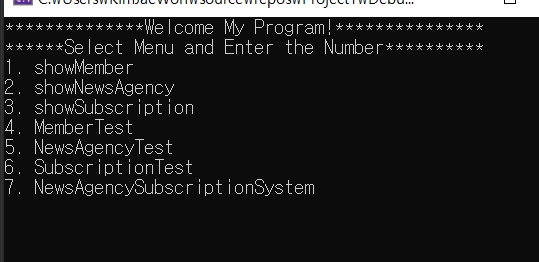 **************Welcome My Program!***************
******Select Menu and Enter the Number**********
1. showMember
2. showNewsAgency
3. showSubscription
4. MemberTest
5. NewsAgencyTest
6. SubscriptionTest
7. NewsAgencySubscriptionSystem